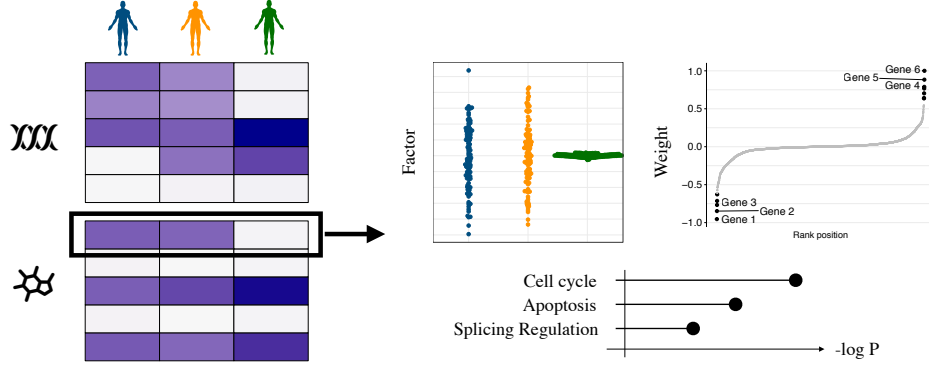 Factor
Weight
1.0
0.5
0.0
−0.5
−1.0
Gene 6
Gene 5
Gene 4
Gene 3
Gene 2
Gene 1
Rank position
Cell cycle
Apoptosis
Splicing Regulation
-log P